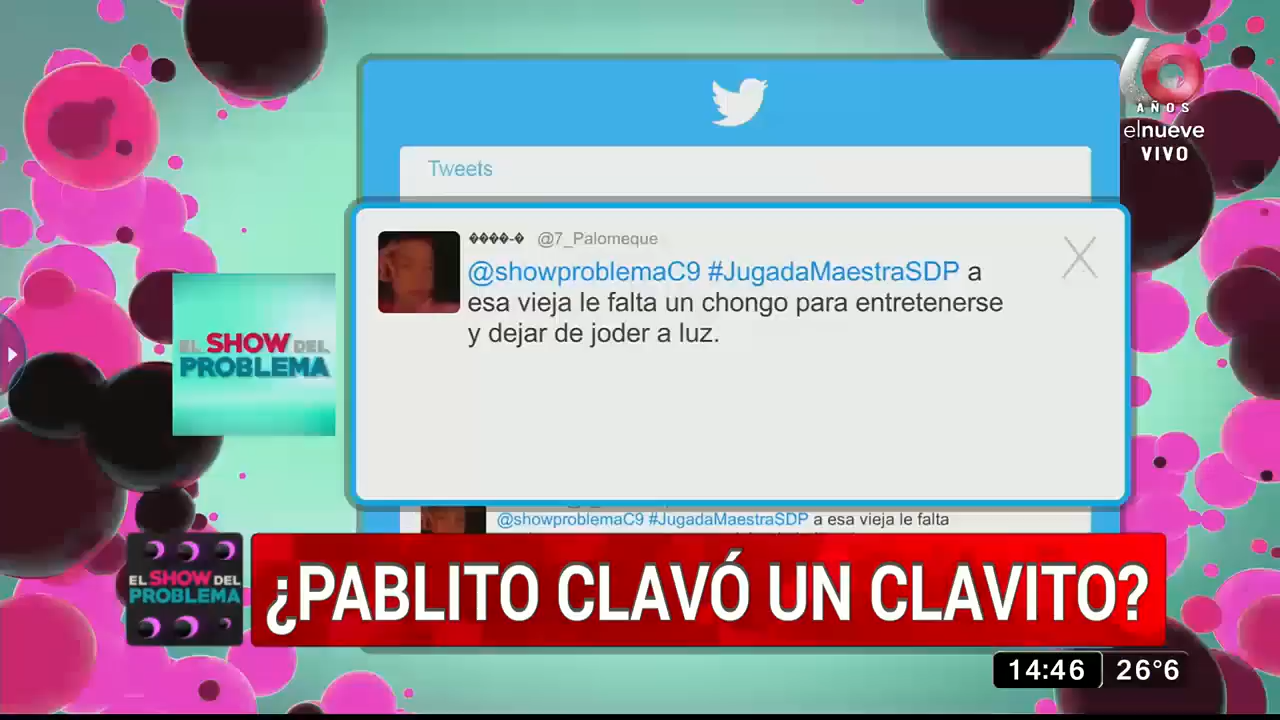 6
AÑOS
elnueve
VIVO
Tweets
����-� @7_Palomeque
@showproblemaC9 #JugadaMaestraSDP a
esa vieja le falta un chongo para entretenerse
y dejar de joder a luz.
EL SHOW DEL
PROBLEMA
@showproblemaC9 #JugadaMaestraSDP a esa vieja le falta
EL SHOW DEL
PROBLEMA
¿PABLITO CLAVÓ UN CLAVITO?
14:46 26°6